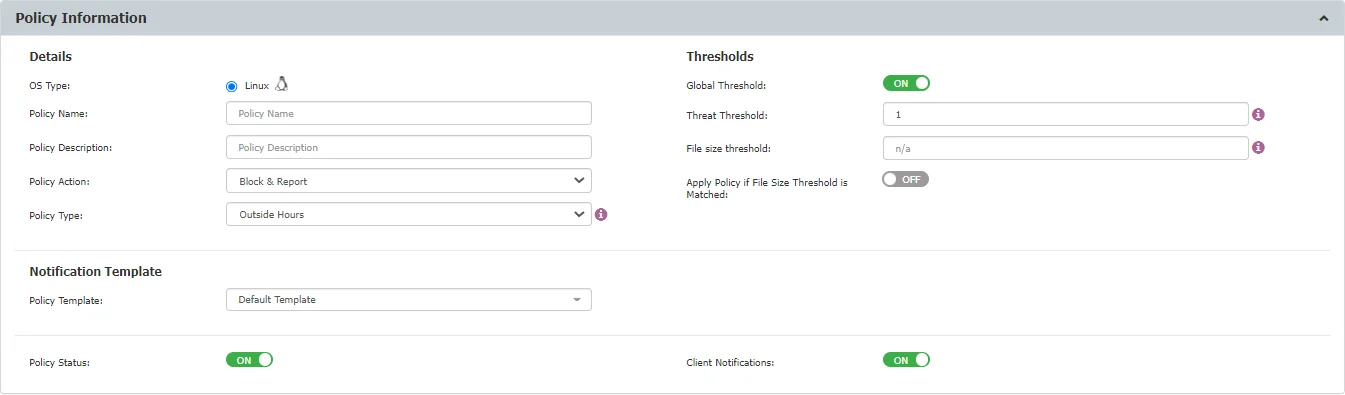 Policy Information
Details
OS Type:
Linux
Policy Name:
Policy Name
Policy Description:
Policy Description
Policy Action:
Block & Report
Policy Type:
Outside Hours
Thresholds
Global Threshold:
ON
Threat Threshold:
1
File size threshold:
n/a
Apply Policy if File Size Threshold is
Matched:
OFF
Notification Template
Policy Template:
Default Template
Policy Status:
ON
Client Notifications:
ON